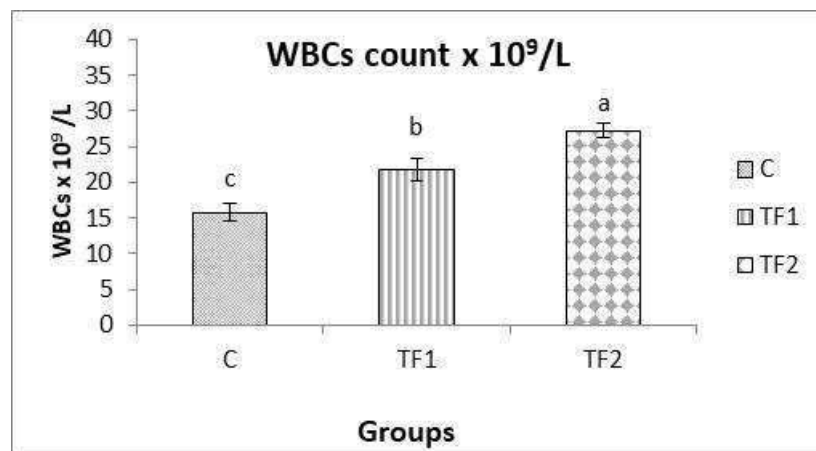 WBCs count x 10⁹/L
WBCs x 10⁹ /L
40
35
30
25
20
15
10
5
0
c
b
a
C
TF1
TF2
Groups
C
TF1
TF2